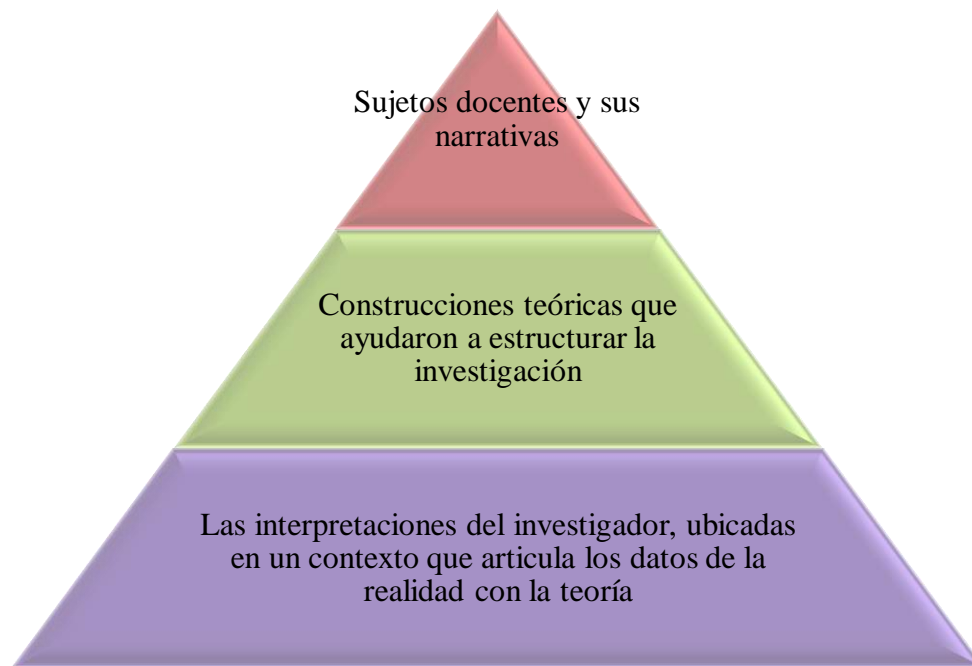 Sujetos docentes y sus
narrativas
Construcciones teóricas que
ayudaron a estructurar la
investigación
Las interpretaciones del investigador, ubicadas
en un contexto que articula los datos de la
realidad con la teoría